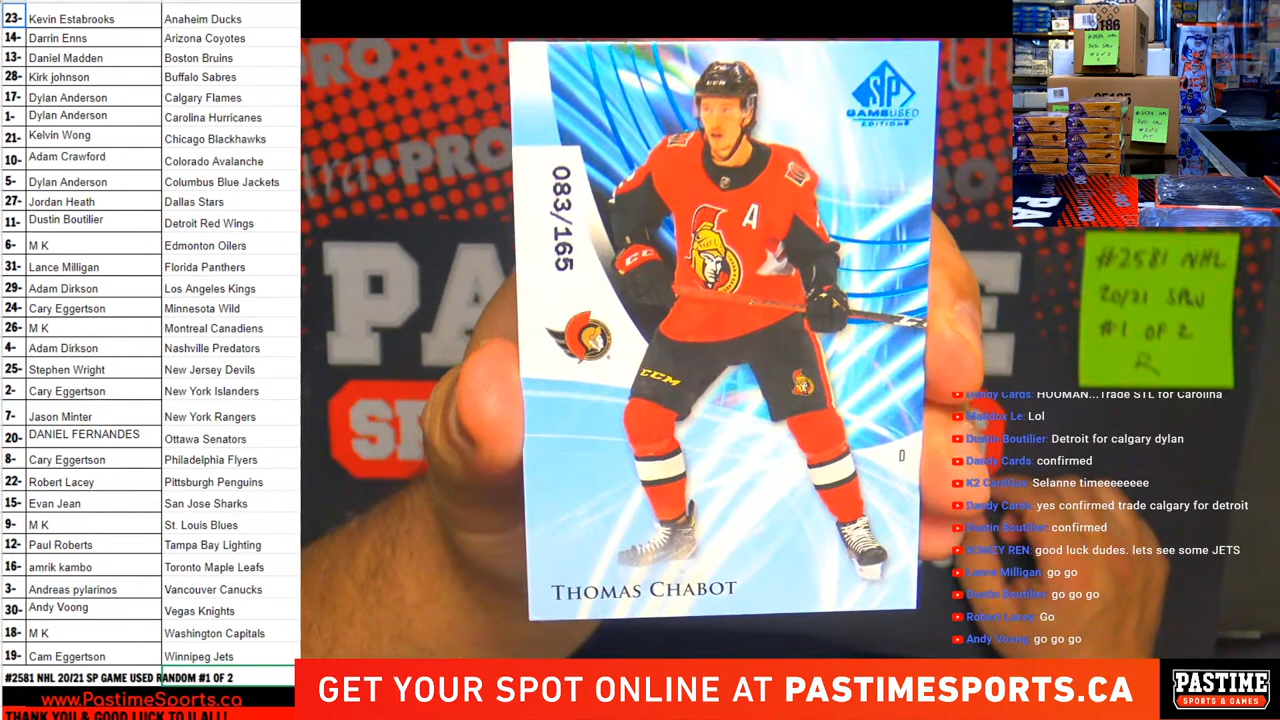 23- Kevin Estabrooks Anaheim Ducks
14- Darrin Enns Arizona Coyotes
13- Daniel Madden Boston Bruins
28- Kirk johnson Buffalo Sabres
17- Dylan Anderson Calgary Flames
1- Dylan Anderson Carolina Hurricanes
21- Kelvin Wong Chicago Blackhawks
10- Adam Crawford Colorado Avalanche
5- Dylan Anderson Columbus Blue Jackets
27- Jordan Heath Dallas Stars
11- Dustin Boutilier Detroit Red Wings
6- M K Edmonton Oilers
31- Lance Milligan Florida Panthers
29- Adam Dirkson Los Angeles Kings
24- Cary Eggertson Minnesota Wild
26- M K Montreal Canadiens
4- Adam Dirkson Nashville Predators
25- Stephen Wright New Jersey Devils
2- Cary Eggertson New York Islanders
7- Jason Minter New York Rangers
20- DANIEL FERNANDES Ottawa Senators
8- Cary Eggertson Philadelphia Flyers
22- Robert Lacey Pittsburgh Penguins
15- Evan Jean San Jose Sharks
9- M K St. Louis Blues
12- Paul Roberts Tampa Bay Lighting
16- amrik kambo Toronto Maple Leafs
3- Andreas pylarinos Vancouver Canucks
30- Andy Voong Vegas Knights
18- M K Washington Capitals
19- Cam Eggertson Winnipeg Jets
#2581 NHL 20/21 SP GAME USED RANDOM #1 OF 2
www.PastimeSports.ca
THANK YOU & GOOD LUCK TO U ALL!
SP
GAME USED
EDITION
083/165
A
CCM
CCM
D
THOMAS CHABOT
#2581 NHL
20/21 SPGU
#1 OF 2
R
Dandy Cards: HOOMAN...Trade STL for Carolina
Maddox Le: Lol
Dustin Boutilier: Detroit for calgary dylan
Dandy Cards: confirmed
K2 CardGuy: Selanne timeeeeeeee
Dandy Cards: yes confirmed trade calgary for detroit
Dustin Boutilier: confirmed
good luck dudes. lets see some JETS
Lance Milligan: go go
Dustin Boutilier: go go go
Robert Lacey: Go
Andy Voong: go go go
GET YOUR SPOT ONLINE AT PASTIMESPORTS.CA
PASTIME
SPORTS & GAMES